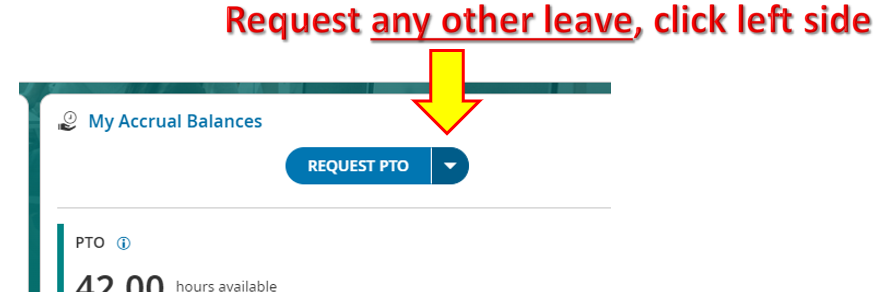 Request any other leave, click left side
My Accrual Balances
REQUEST PTO
PTO
42.00 hours available